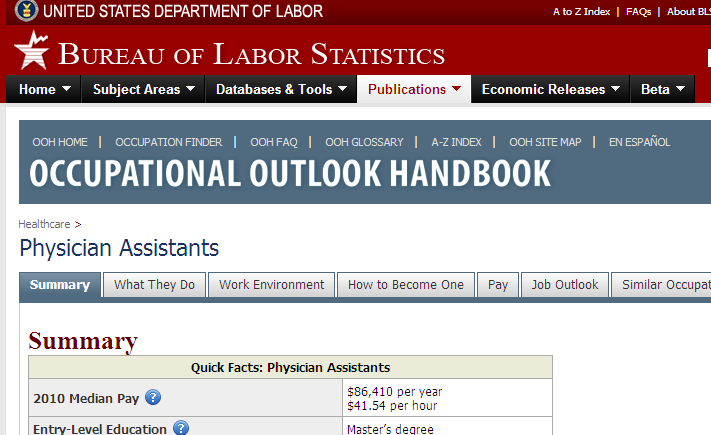 UNITED STATES DEPARTMENT OF LABOR
A to Z Index | FAQs | About BLS
BUREAU OF LABOR STATISTICS
Home Subject Areas Databases & Tools Publications Economic Releases Beta
OOH HOME | OCCUPATION FINDER | OOH FAQ | OOH GLOSSARY | A-Z INDEX | OOH SITE MAP | EN ESPAÑOL
OCCUPATIONAL OUTLOOK HANDBOOK
Healthcare >
Physician Assistants
Summary What They Do Work Environment How to Become One Pay Job Outlook Similar Occupat
Summary
Quick Facts: Physician Assistants
2010 Median Pay ? $86,410 per year
$41.54 per hour
Entry-Level Education ? Master's degree